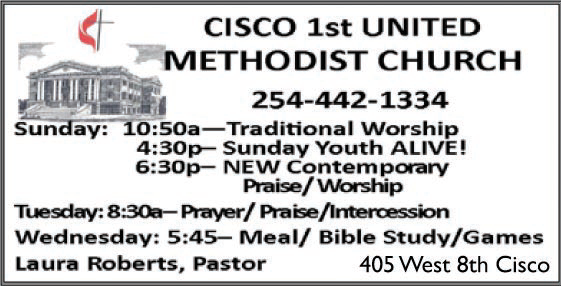 CISCO 1st UNITED
METHODIST CHURCH
254-442-1334
Sunday: 10:50a—Traditional Worship
4:30p– Sunday Youth ALIVE!
6:30p– NEW Contemporary
Praise/ Worship
Tuesday: 8:30a– Prayer/ Praise/Intercession
Wednesday: 5:45– Meal/ Bible Study/Games
Laura Roberts, Pastor 405 West 8th Cisco